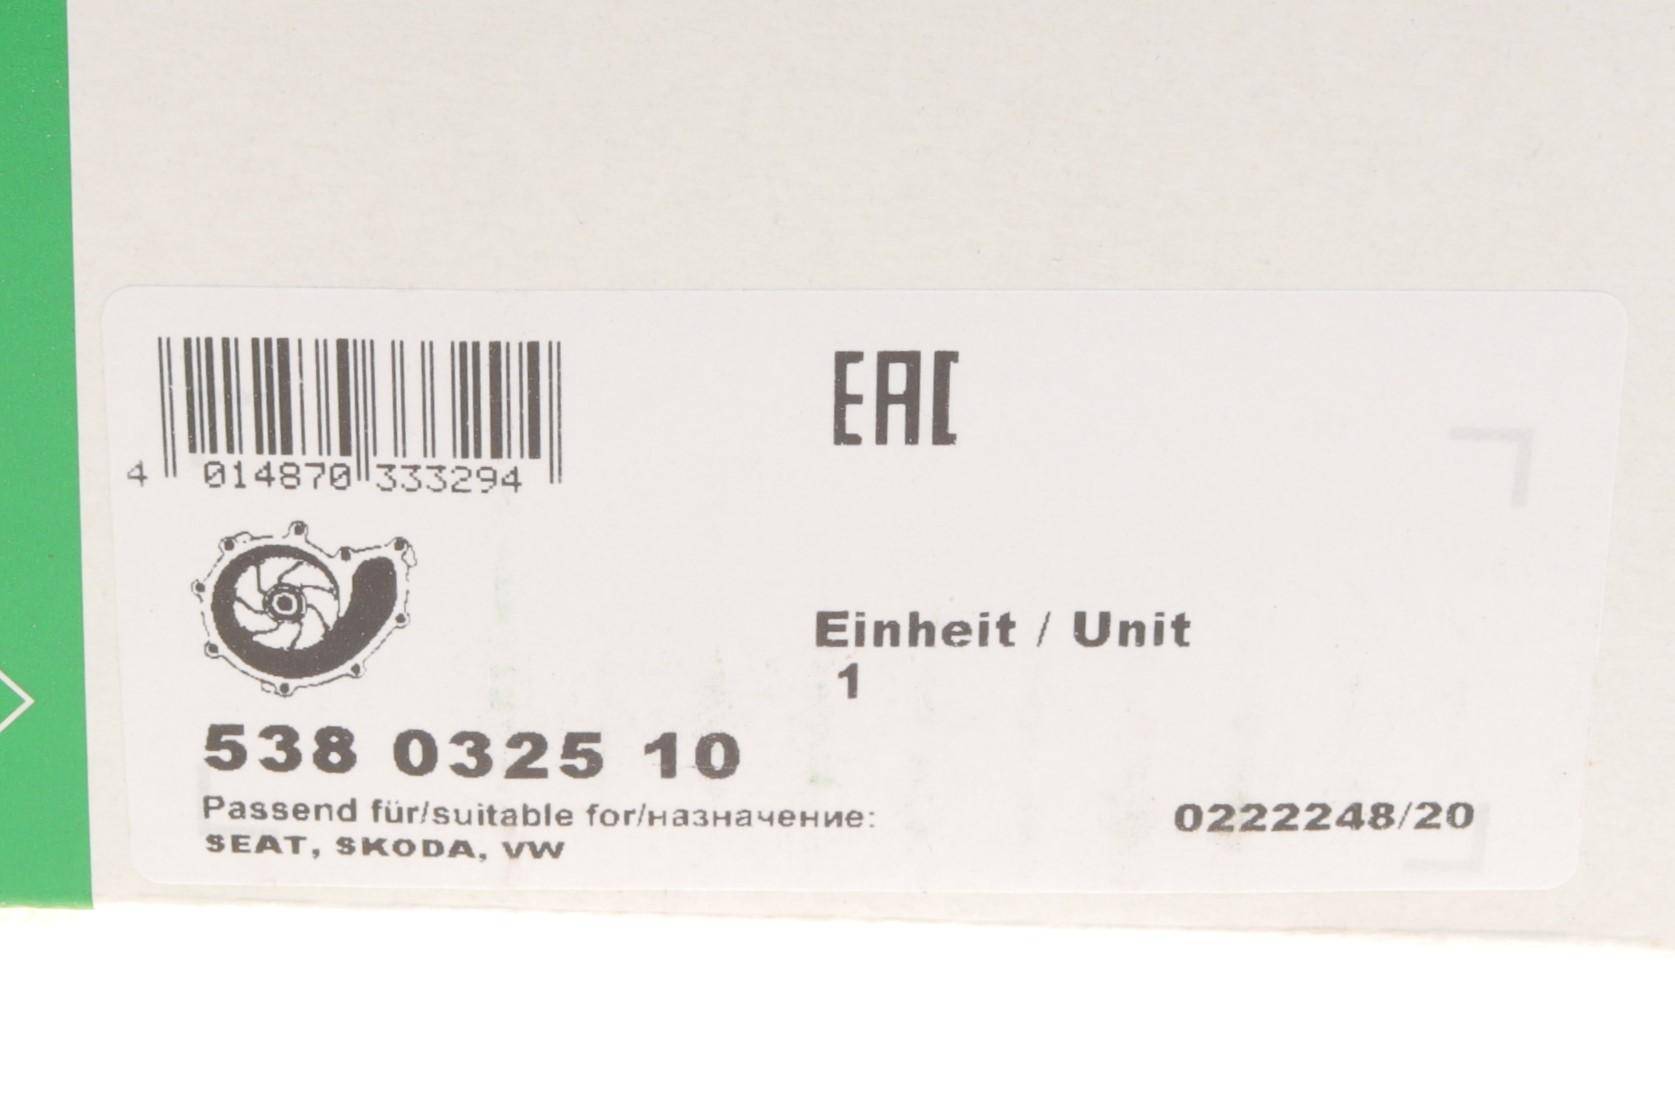 4 014870 333294
EAC
Einheit / Unit
1
538 0325 10
Passend für/suitable for/назначение:
SEAT, SKODA, VW
0222248/20